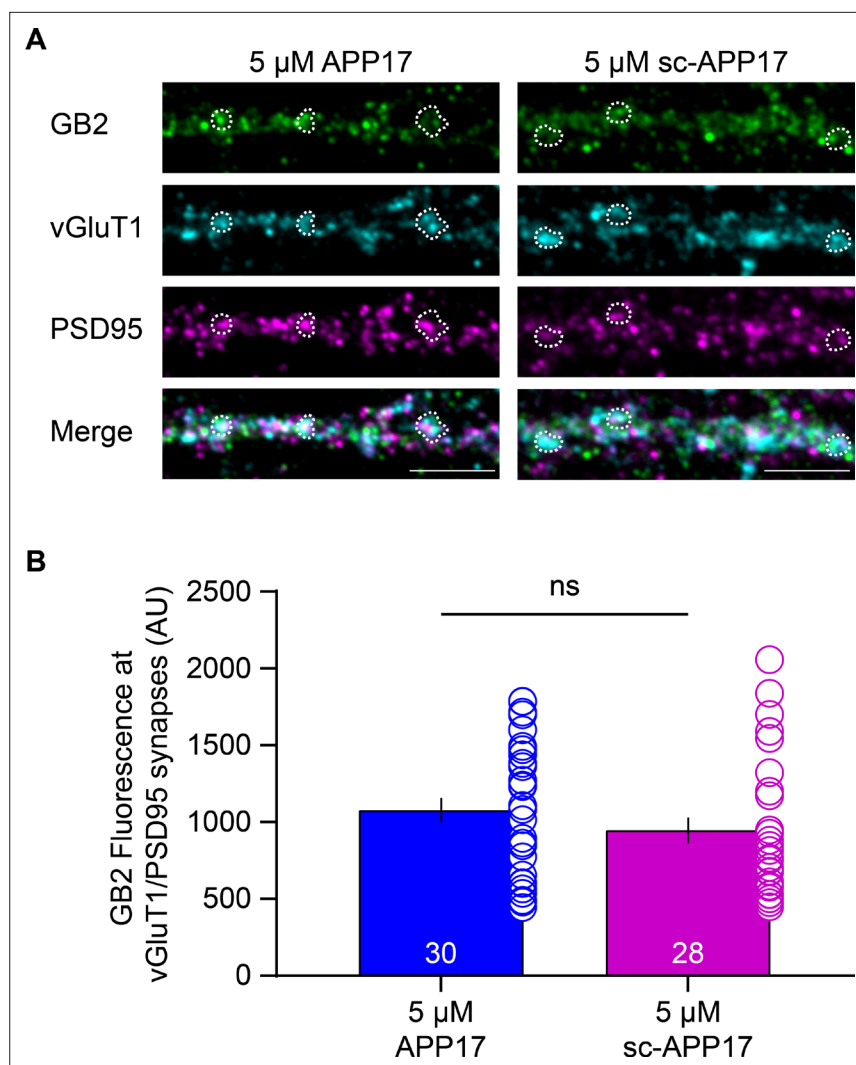 A
5 µM APP17
5 µM sc-APP17
GB2
vGluT1
PSD95
Merge
B
GB2 Fluorescence at
vGluT1/PSD95 synapses (AU)
2500
2000
1500
1000
500
0
ns
30
28
5 µM
APP17
5 µM
sc-APP17